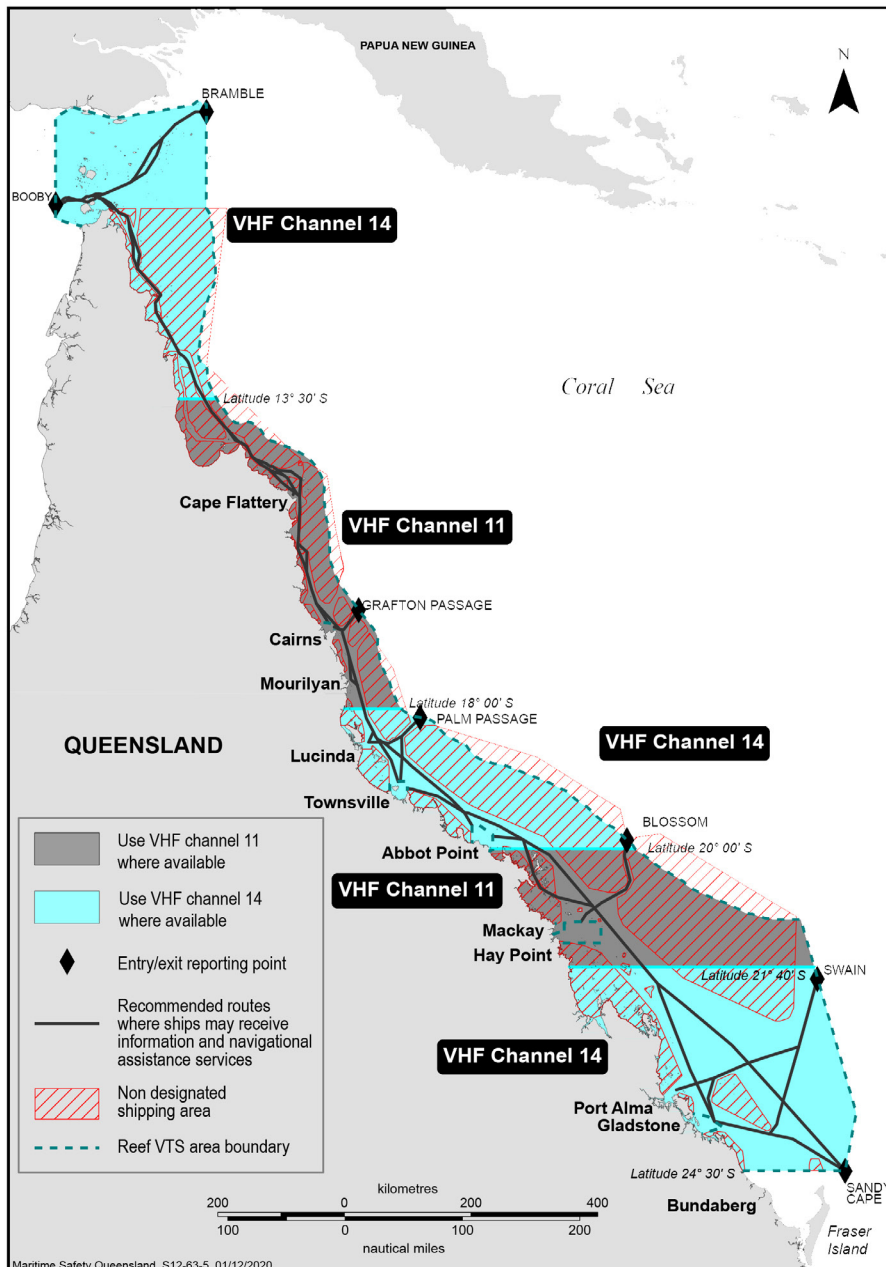 PAPUA NEW GUINEA
N
BRAMBLE
BOOBY
VHF Channel 14
Coral Sea
Latitude 13° 30' S
Cape Flattery
VHF Channel 11
GRAFTON PASSAGE
Cairns
Mourilyan
Latitude 18° 00' S
PALM PASSAGE
QUEENSLAND
VHF Channel 14
Lucinda
Townsville
BLOSSOM
Latitude 20° 00' S
Abbot Point
VHF Channel 11
Mackay
Hay Point
Latitude 21° 40' S
SWAIN
VHF Channel 14
Port Alma
Gladstone
Latitude 24° 30' S
SANDY
CAPE
Bundaberg
Fraser
Island
Use VHF channel 11
where available
Use VHF channel 14
where available
Entry/exit reporting point
Recommended routes
where ships may receive
information and navigational
assistance services
Non designated
shipping area
Reef VTS area boundary
kilometres
200 0 200 400
100 0 100 200
nautical miles
Maritime Safety Queensland S12-63-5 01/12/2020